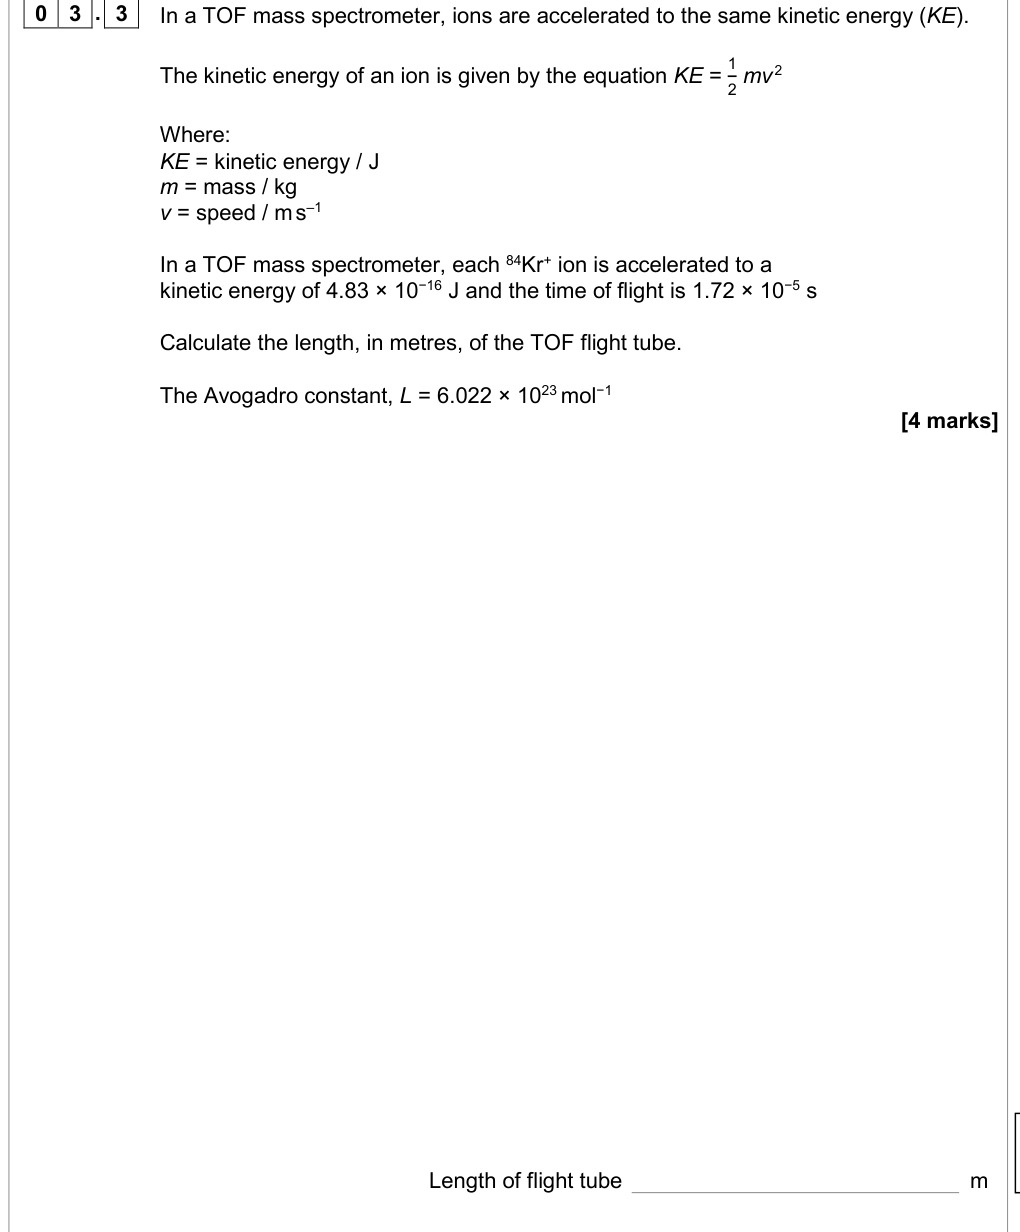 0 3 . 3 In a TOF mass spectrometer, ions are accelerated to the same kinetic energy (KE).
The kinetic energy of an ion is given by the equation KE = 1/2 mv²
Where:
KE = kinetic energy / J
m = mass / kg
v = speed / m s⁻¹
In a TOF mass spectrometer, each ⁸⁴Kr⁺ ion is accelerated to a
kinetic energy of 4.83 × 10⁻¹⁶ J and the time of flight is 1.72 × 10⁻⁵ s
Calculate the length, in metres, of the TOF flight tube.
The Avogadro constant, L = 6.022 × 10²³ mol⁻¹
[4 marks]
Length of flight tube ____________________ m